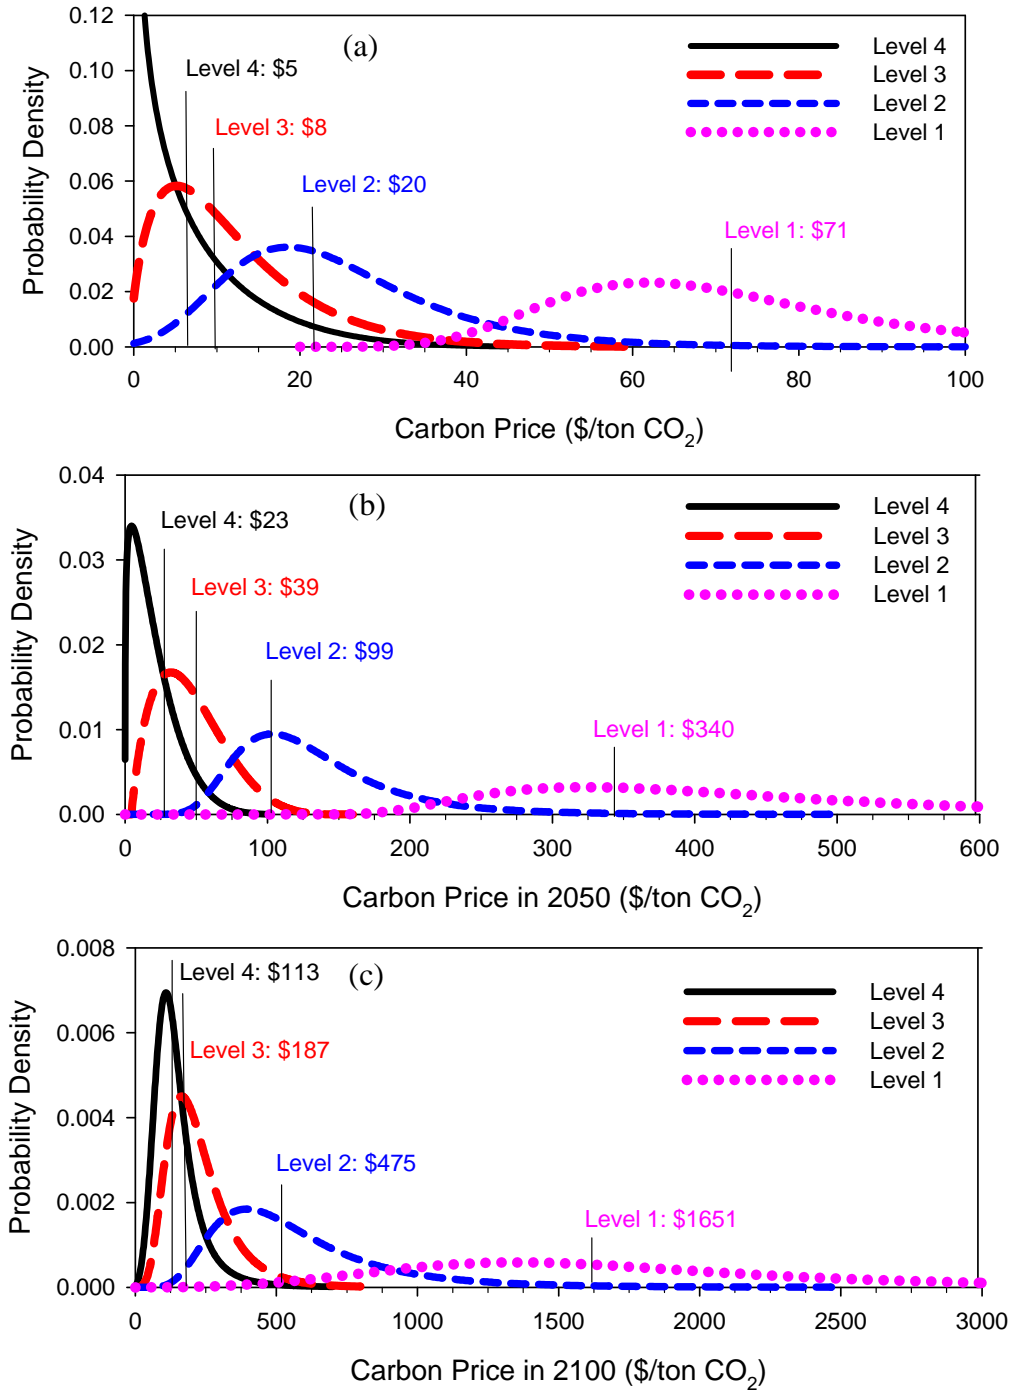 0.12
(a)
Level 4
Level 3
Level 2
Level 1
0.10
Level 4: $5
0.08
Level 3: $8
0.06
Level 2: $20
0.04
Level 1: $71
0.02
0.00
Probability Density
0 20 40 60 80 100
Carbon Price ($/ton CO2)
0.04
(b)
Level 4
Level 3
Level 2
Level 1
Level 4: $23
0.03
Level 3: $39
0.02
Level 2: $99
0.01
Level 1: $340
0.00
Probability Density
0 100 200 300 400 500 600
Carbon Price in 2050 ($/ton CO2)
0.008
(c)
Level 4: $113
Level 4
Level 3
Level 2
Level 1
0.006
Level 3: $187
0.004
Level 2: $475
0.002
Level 1: $1651
0.000
Probability Density
0 500 1000 1500 2000 2500 3000
Carbon Price in 2100 ($/ton CO2)